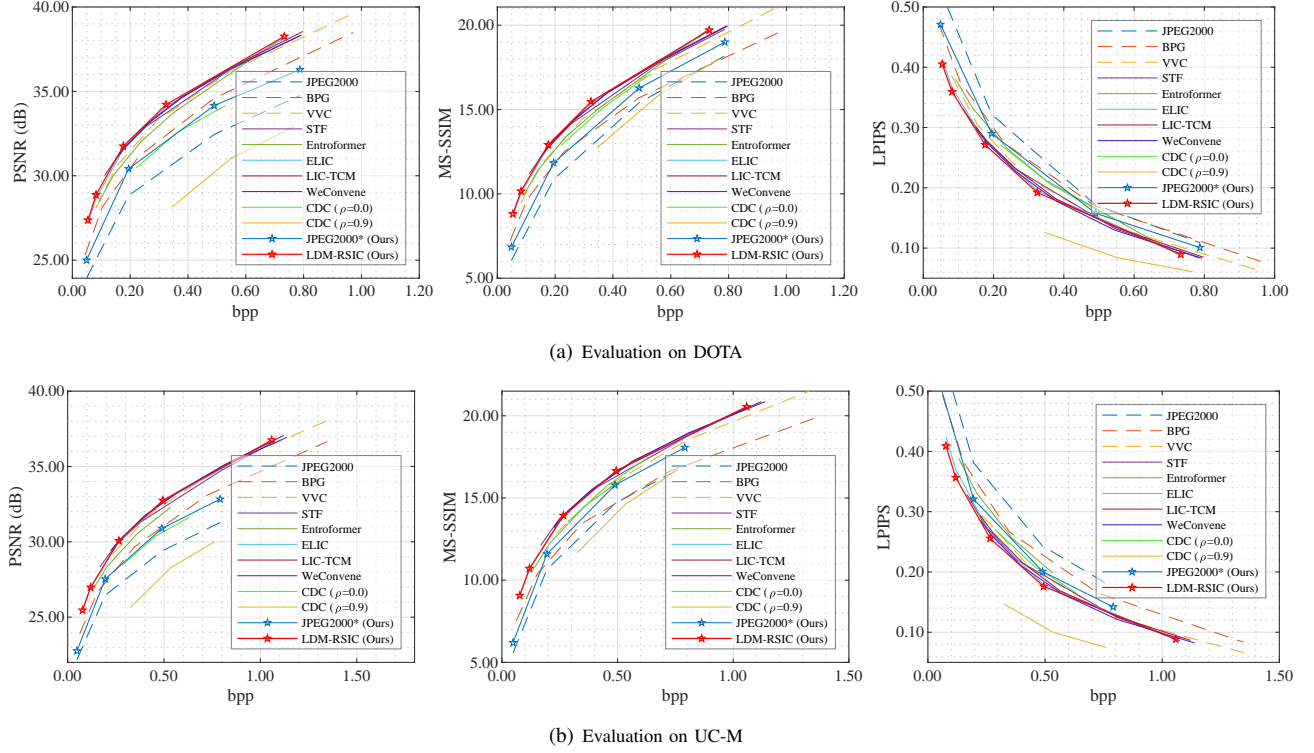 40.00
37.50
35.00
32.50
30.00
27.50
25.00
PSNR (dB)
0.00 0.20 0.40 0.60 0.80 1.00 1.20
bpp
JPEG2000
BPG
VVC
STF
Entroformer
ELIC
LIC-TCM
WeConvene
CDC (ρ=0.0)
CDC (ρ=0.9)
JPEG2000* (Ours)
LDM-RSIC (Ours)
20.00
15.00
10.00
5.00
MS-SSIM
0.00 0.20 0.40 0.60 0.80 1.00 1.20
bpp
JPEG2000
BPG
VVC
STF
Entroformer
ELIC
LIC-TCM
WeConvene
CDC (ρ=0.0)
CDC (ρ=0.9)
JPEG2000* (Ours)
LDM-RSIC (Ours)
0.50
0.40
0.30
0.20
0.10
LPIPS
0.00 0.20 0.40 0.60 0.80 1.00
bpp
JPEG2000
BPG
VVC
STF
Entroformer
ELIC
LIC-TCM
WeConvene
CDC (ρ=0.0)
CDC (ρ=0.9)
JPEG2000* (Ours)
LDM-RSIC (Ours)
(a) Evaluation on DOTA
40.00
35.00
30.00
25.00
PSNR (dB)
0.00 0.50 1.00 1.50
bpp
JPEG2000
BPG
VVC
STF
Entroformer
ELIC
LIC-TCM
WeConvene
CDC (ρ=0.0)
CDC (ρ=0.9)
JPEG2000* (Ours)
LDM-RSIC (Ours)
20.00
15.00
10.00
5.00
MS-SSIM
0.00 0.50 1.00 1.50
bpp
JPEG2000
BPG
VVC
STF
Entroformer
ELIC
LIC-TCM
WeConvene
CDC (ρ=0.0)
CDC (ρ=0.9)
JPEG2000* (Ours)
LDM-RSIC (Ours)
0.50
0.40
0.30
0.20
0.10
LPIPS
0.00 0.50 1.00 1.50
bpp
JPEG2000
BPG
VVC
STF
Entroformer
ELIC
LIC-TCM
WeConvene
CDC (ρ=0.0)
CDC (ρ=0.9)
JPEG2000* (Ours)
LDM-RSIC (Ours)
(b) Evaluation on UC-M